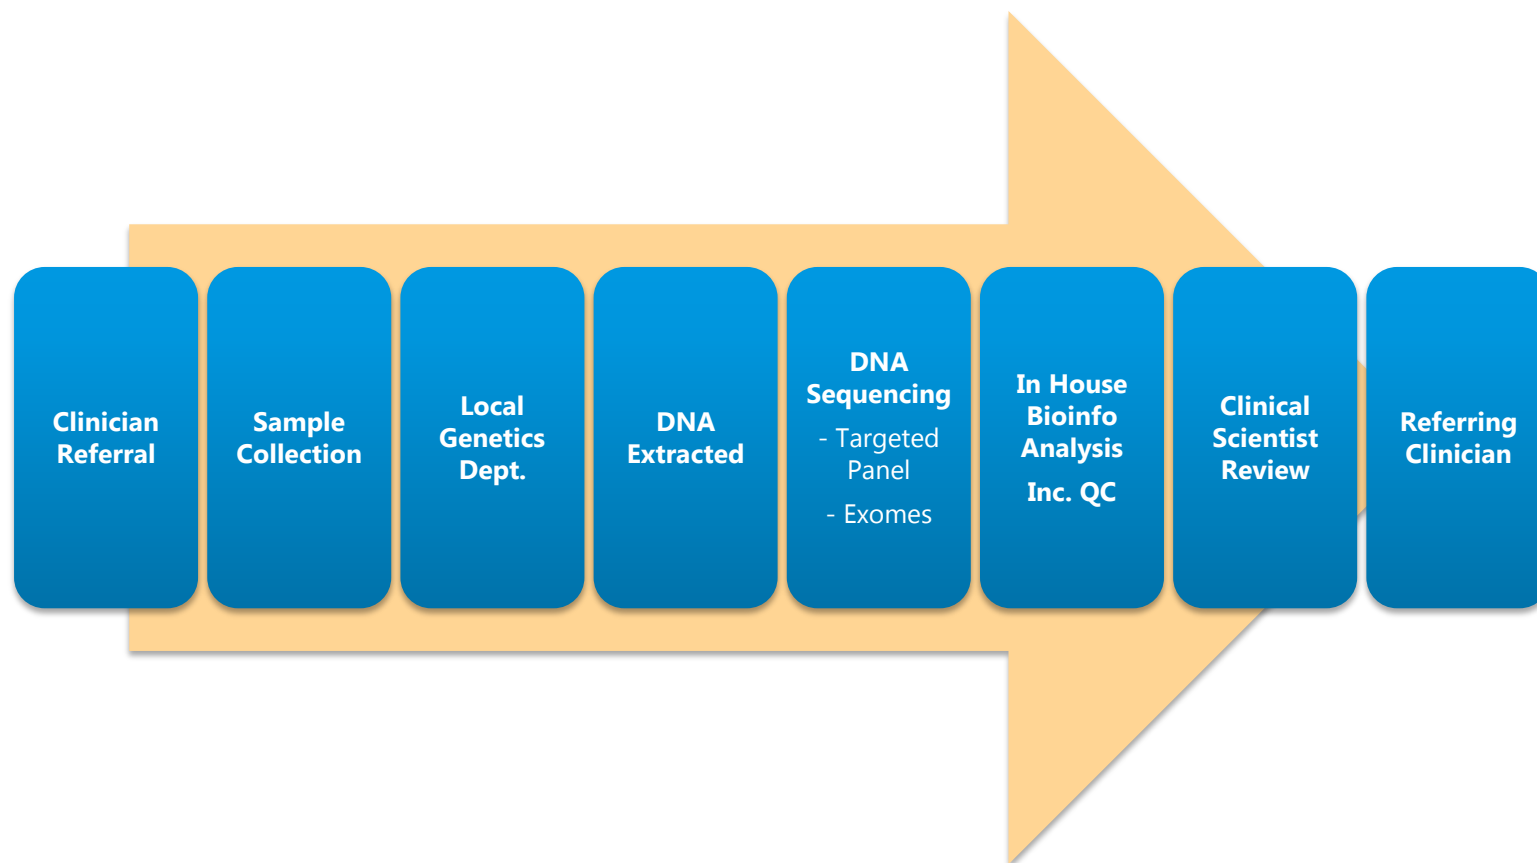 Clinician
Referral
Sample
Collection
Local
Genetics
Dept.
DNA
Extracted
DNA
Sequencing
- Targeted
Panel
- Exomes
In House
Bioinfo
Analysis
Inc. QC
Clinical
Scientist
Review
Referring
Clinician